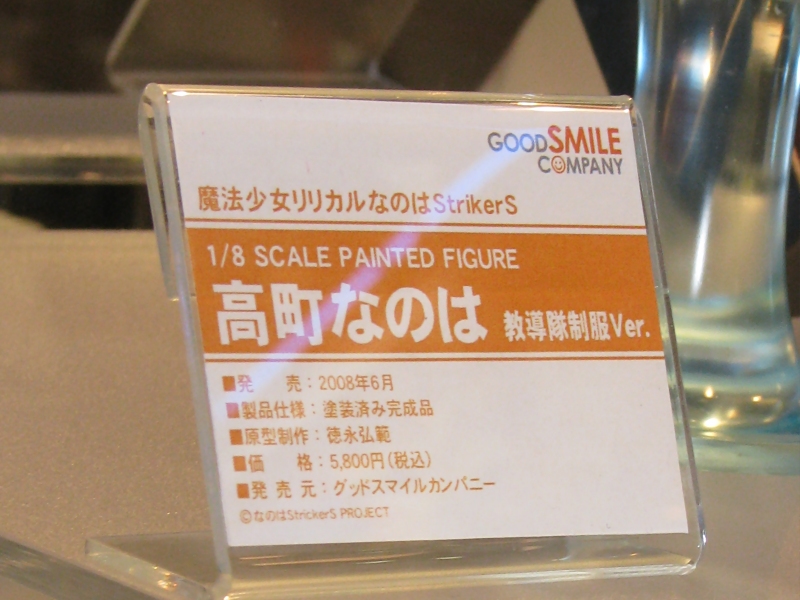 GOODSMILE
COMPANY
魔法少女リリカルなのはStrikerS
1/8 SCALE PAINTED FIGURE
高町なのは 教導隊制服Ver.
■発　売：2008年6月
■製品仕様：塗装済み完成品
■原型制作：徳永弘範
■価　格：5,800円(税込)
■発 売 元：グッドスマイルカンパニー
©なのはStrickerS PROJECT